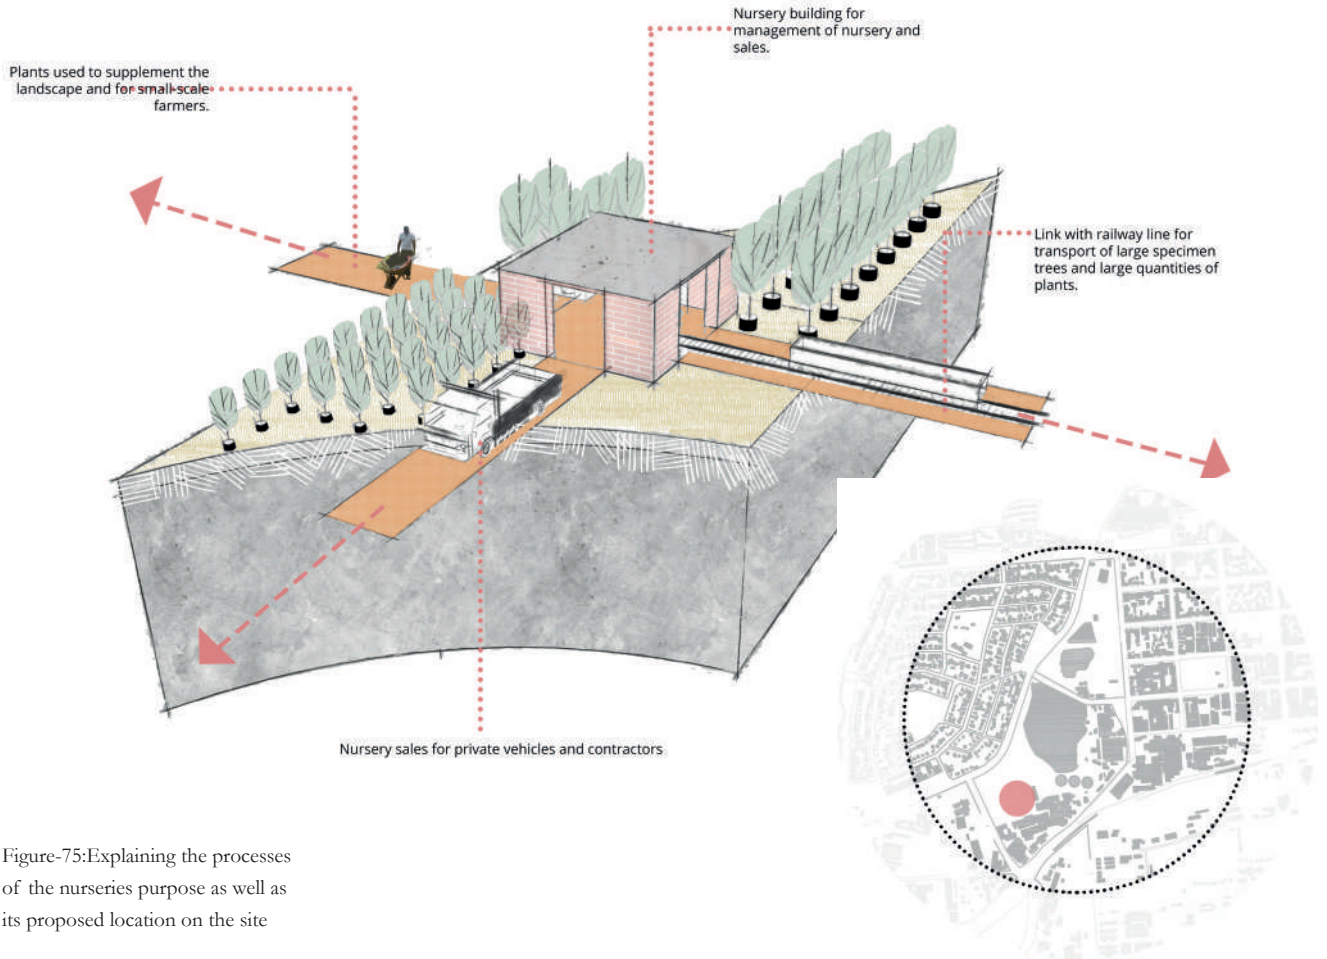 Nursery building for
management of nursery and
sales.
Plants used to supplement the
landscape and for small-scale
farmers.
Link with railway line for
transport of large specimen
trees and large quantities of
plants.
Nursery sales for private vehicles and contractors
Figure-75:Explaining the processes
of the nurseries purpose as well as
its proposed location on the site